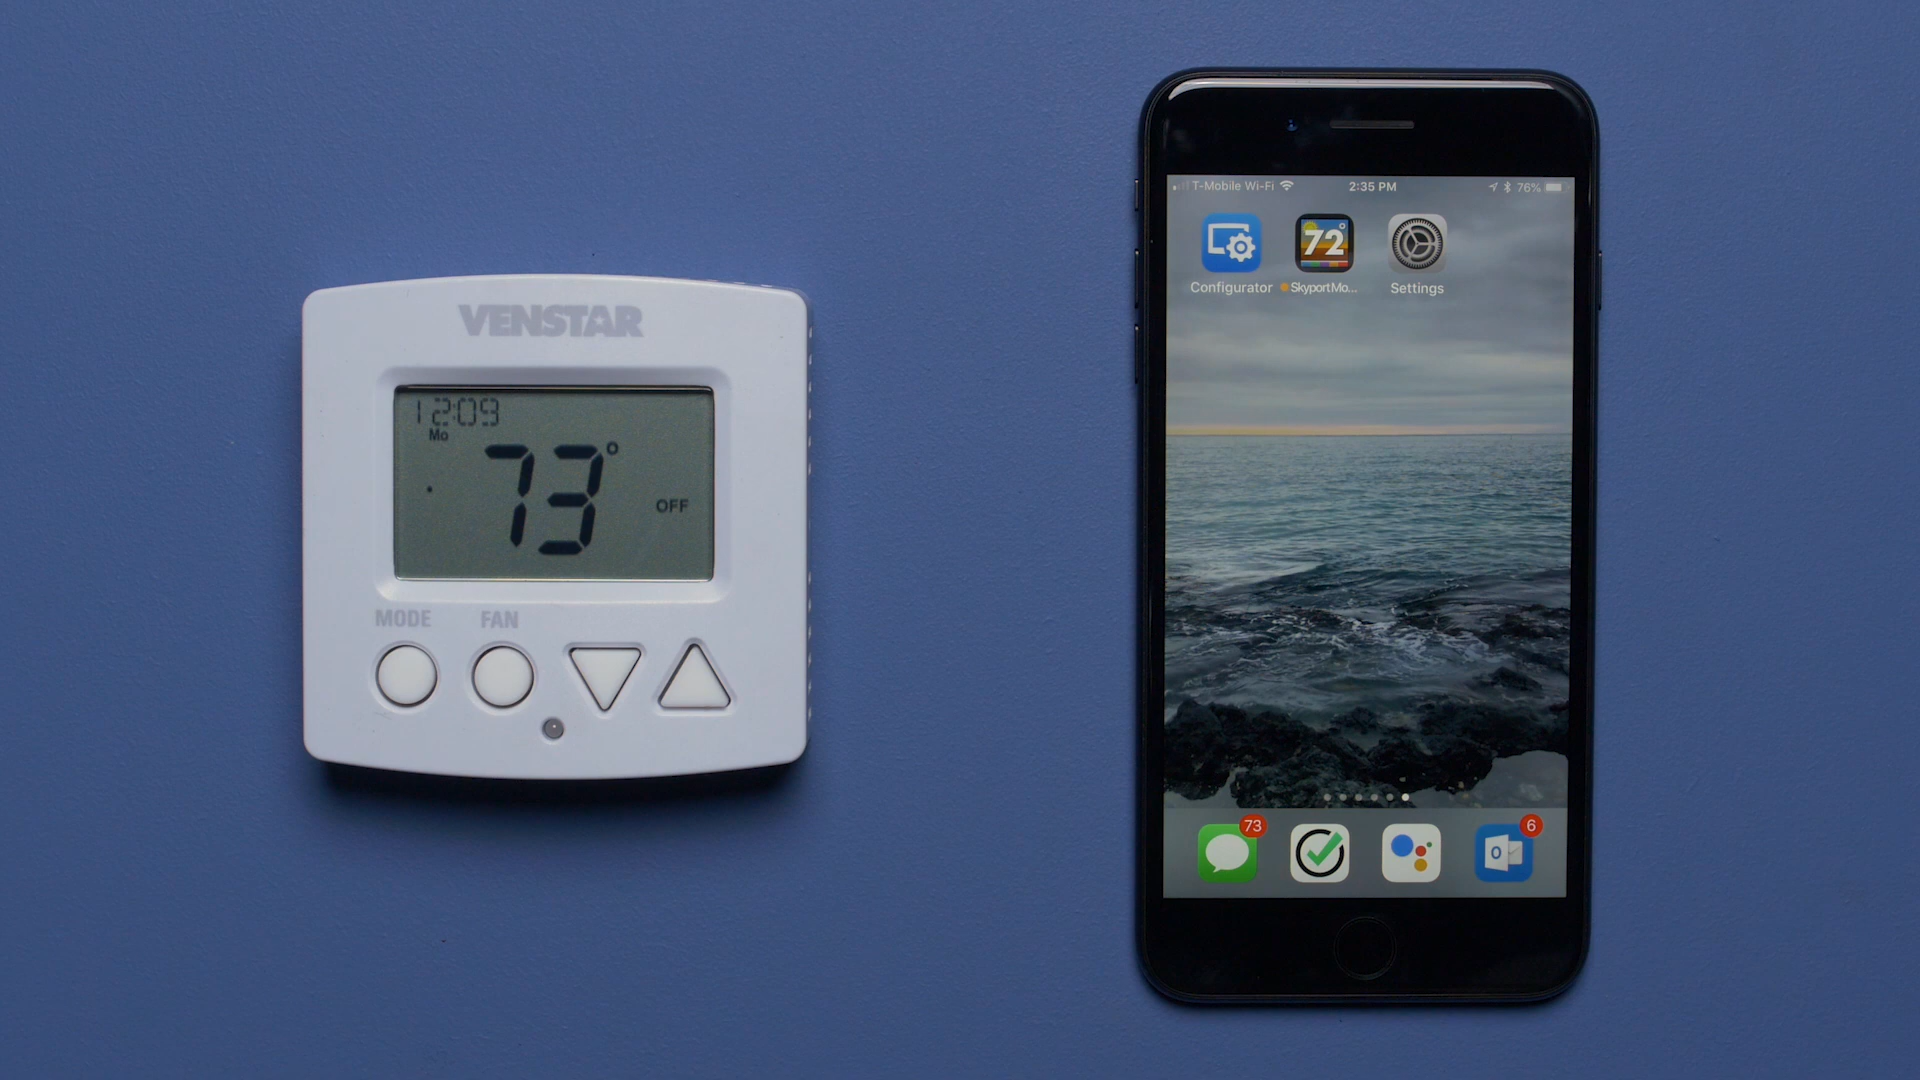 VENSTAR
12:09
Mo
73°
OFF
MODE FAN
T-Mobile Wi-Fi 2:35 PM 76%
72°
Configurator SkyportMo... Settings
73 6
O